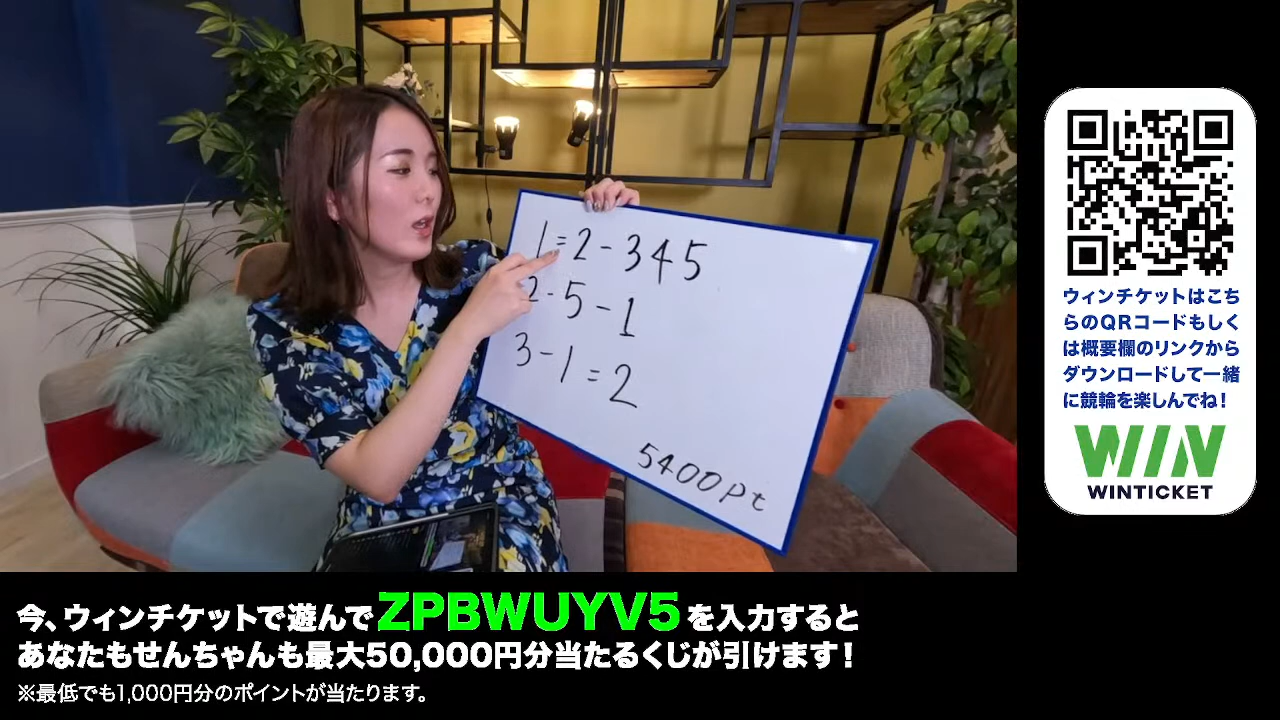 1=2-345
2-5-1
3-1=2
5400pt
ウィンチケットはこち
らのQRコードもしく
は概要欄のリンクから
ダウンロードして一緒
に競輪を楽しんでね!
WIN
WINTICKET
今、ウィンチケットで遊んでZPBWUYV5を入力すると
あなたもせんちゃんも最大50,000円分当たるくじが引けます!
※最低でも1,000円分のポイントが当たります。